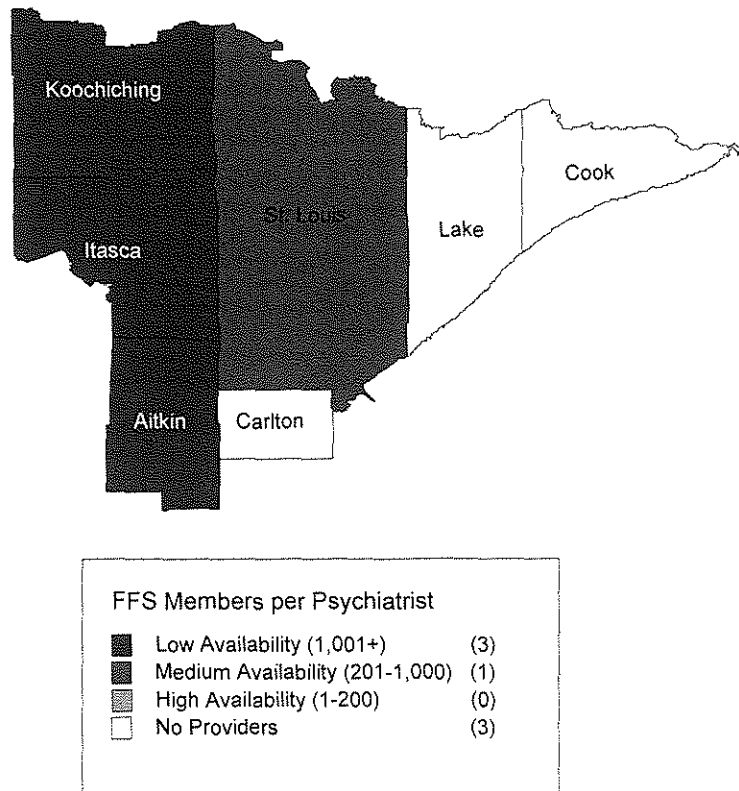 Koochiching
Cook
St. Louis
Lake
Itasca
Aitkin
Carlton
FFS Members per Psychiatrist
Low Availability (1,001+) (3)
Medium Availability (201-1,000) (1)
High Availability (1-200) (0)
No Providers (3)